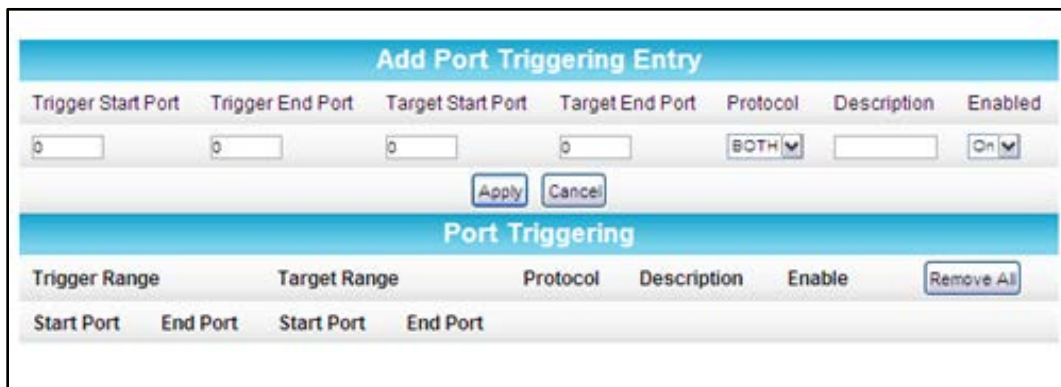 Add Port Triggering Entry
Trigger Start Port Trigger End Port Target Start Port Target End Port Protocol Description Enabled
0 0 0 0 BOTH On
Apply Cancel
Port Triggering
Trigger Range Target Range Protocol Description Enable Remove All
Start Port End Port Start Port End Port